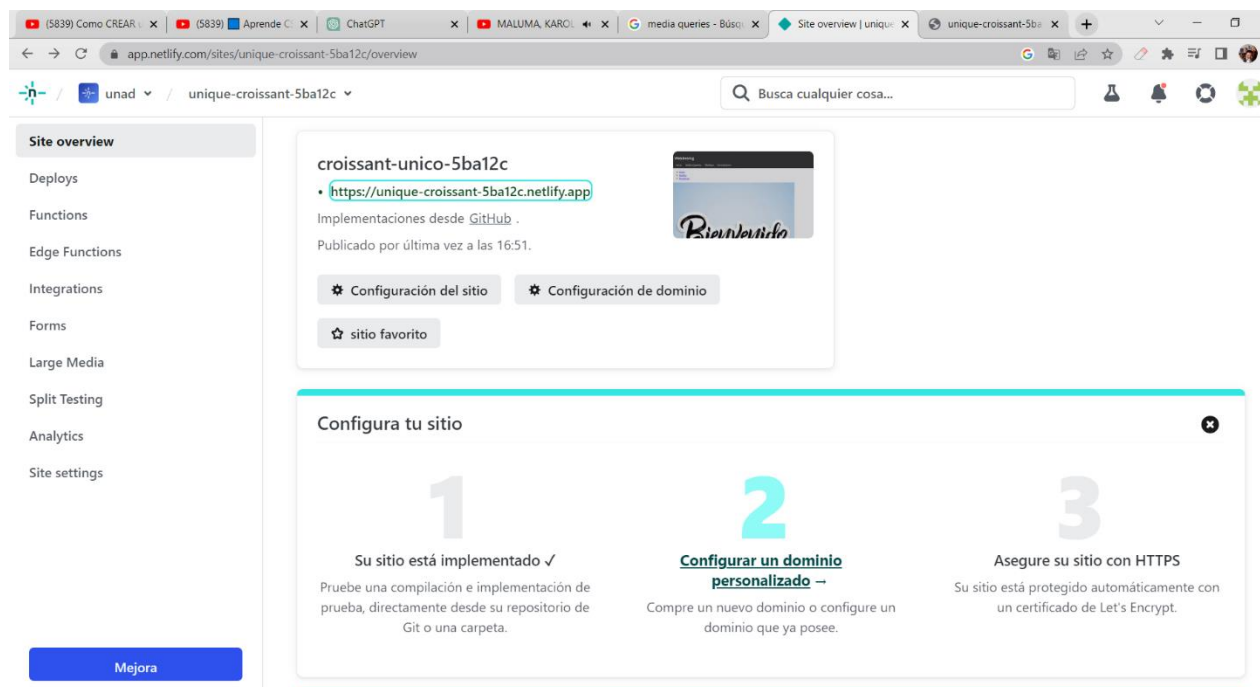 (5839) Como CREAR
(5839) Aprende C
ChatGPT
MALUMA, KAROL
media queries - Búsq
Site overview | unique
unique-croissant-5ba
app.netlify.com/sites/unique-croissant-5ba12c/overview
unad / unique-croissant-5ba12c
Busca cualquier cosa...
Site overview
Deploys
Functions
Edge Functions
Integrations
Forms
Large Media
Split Testing
Analytics
Site settings
Mejora
croissant-unico-5ba12c
• https://unique-croissant-5ba12c.netlify.app
Implementaciones desde GitHub .
Publicado por última vez a las 16:51.
Bienvenido
Configuración del sitio
Configuración de dominio
sitio favorito
Configura tu sitio
1
Su sitio está implementado ✓
Pruebe una compilación e implementación de
prueba, directamente desde su repositorio de
Git o una carpeta.
2
Configurar un dominio
personalizado →
Compre un nuevo dominio o configure un
dominio que ya posee.
3
Asegure su sitio con HTTPS
Su sitio está protegido automáticamente con
un certificado de Let's Encrypt.